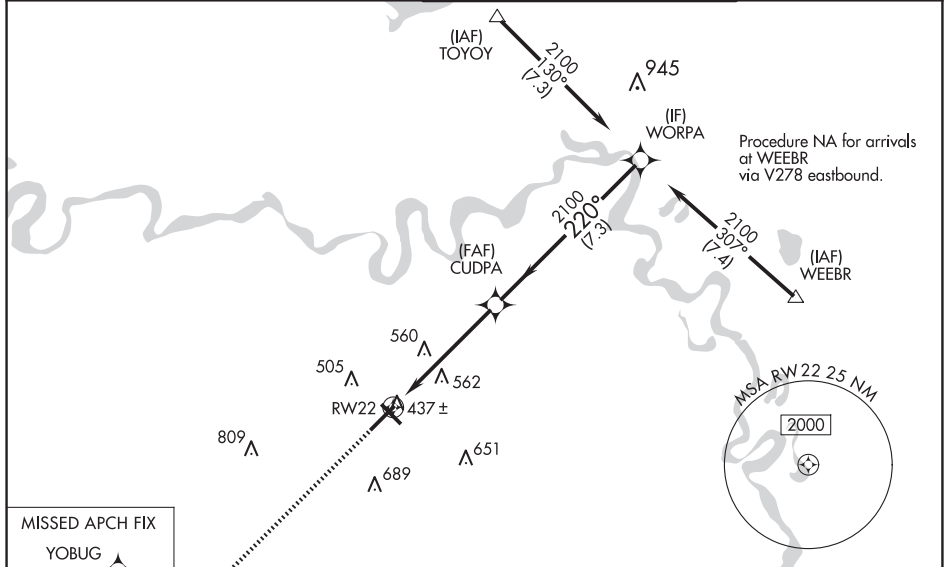 (IAF)
TOYOY
2100
130°
(7.3)
945
(IF)
WORPA
Procedure NA for arrivals
at WEEBR
via V278 eastbound.
2100
220°
(7.3)
2100
307°
(7.4)
(FAF)
CUDPA
(IAF)
WEEBR
560
505
562
RW22
437 ±
MSA RW22 25 NM
2000
809
651
689
MISSED APCH FIX
YOBUG